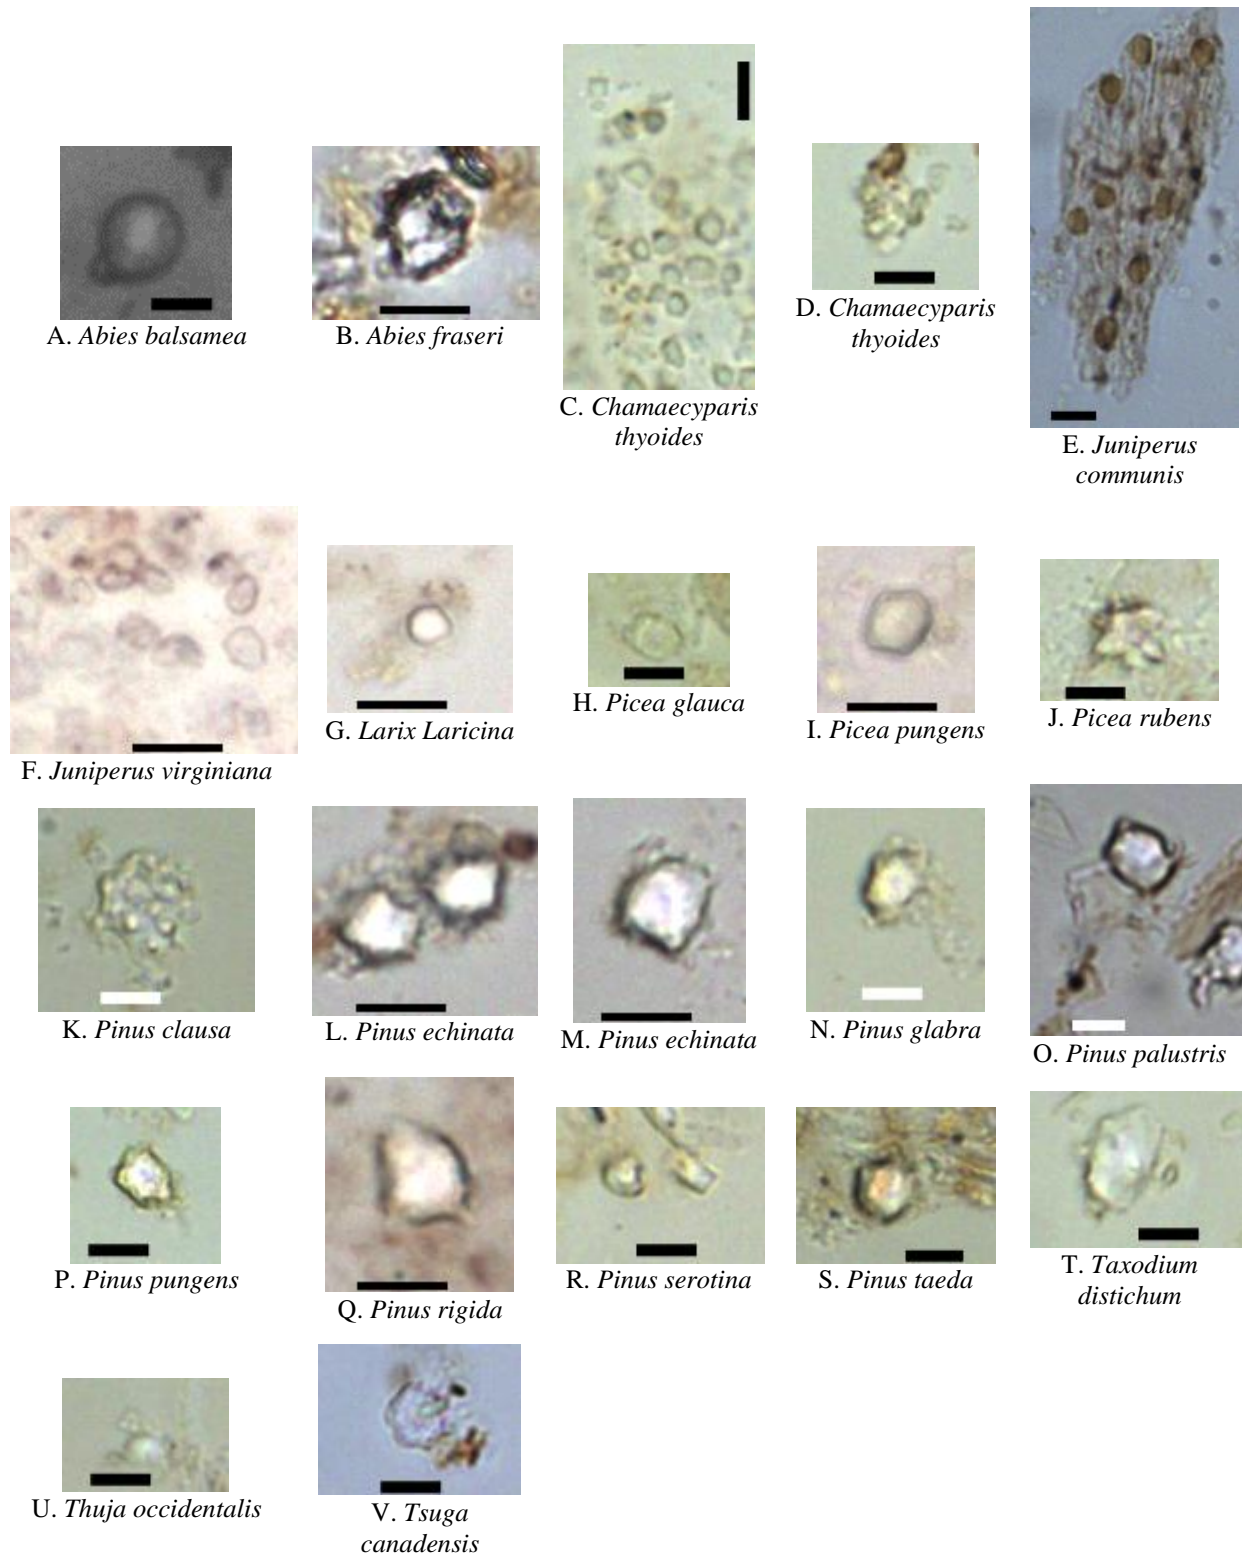 A. Abies balsamea
B. Abies fraseri
C. Chamaecyparis
thyoides
D. Chamaecyparis
thyoides
E. Juniperus
communis
F. Juniperus virginiana
G. Larix Laricina
H. Picea glauca
I. Picea pungens
J. Picea rubens
K. Pinus clausa
L. Pinus echinata
M. Pinus echinata
N. Pinus glabra
O. Pinus palustris
P. Pinus pungens
Q. Pinus rigida
R. Pinus serotina
S. Pinus taeda
T. Taxodium
distichum
U. Thuja occidentalis
V. Tsuga
canadensis